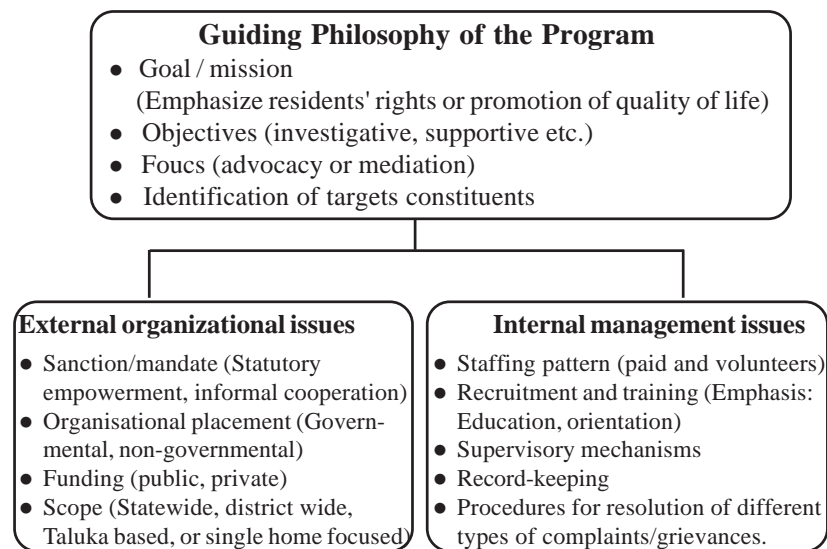 Guiding Philosophy of the Program
● Goal / mission
(Emphasize residents' rights or promotion of quality of life)
● Objectives (investigative, supportive etc.)
● Foucs (advocacy or mediation)
● Identification of targets constituents
External organizational issues
● Sanction/mandate (Statutory
empowerment, informal cooperation)
● Organisational placement (Govern-
mental, non-governmental)
● Funding (public, private)
● Scope (Statewide, district wide,
Taluka based, or single home focused)
Internal management issues
● Staffing pattern (paid and volunteers)
● Recruitment and training (Emphasis:
Education, orientation)
● Supervisory mechanisms
● Record-keeping
● Procedures for resolution of different
types of complaints/grievances.